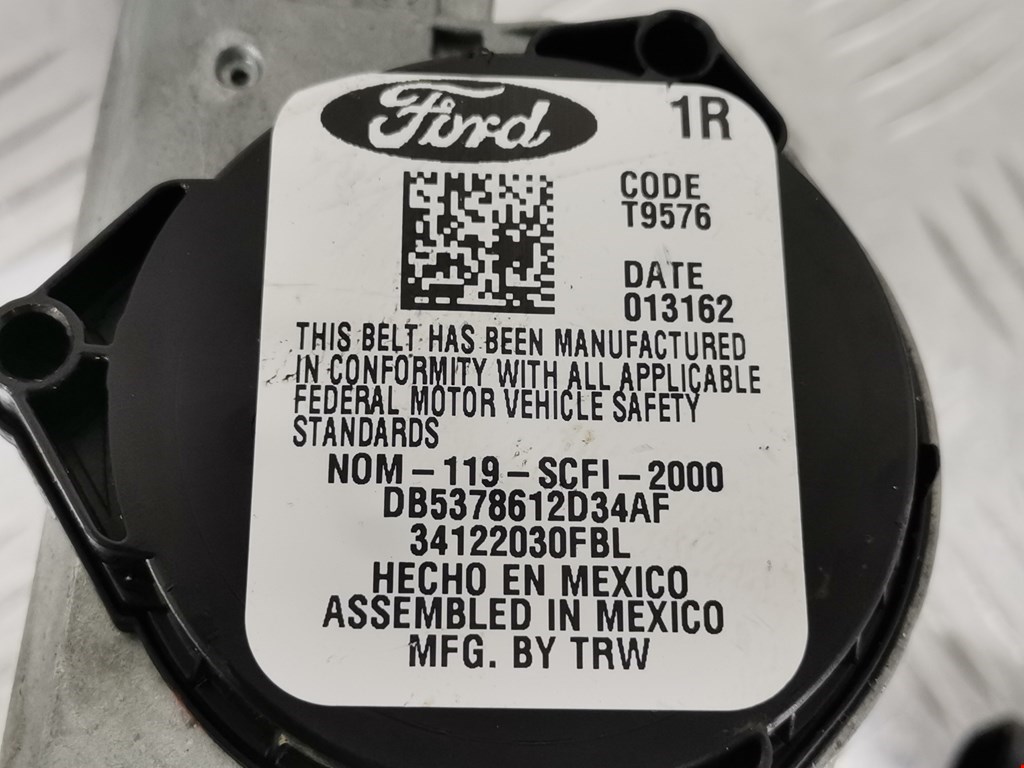 Ford
1R
CODE
T9576
DATE
013162
THIS BELT HAS BEEN MANUFACTURED
IN CONFORMITY WITH ALL APPLICABLE
FEDERAL MOTOR VEHICLE SAFETY
STANDARDS
NOM-119-SCFI-2000
DB5378612D34AF
34122030FBL
HECHO EN MEXICO
ASSEMBLED IN MEXICO
MFG. BY TRW